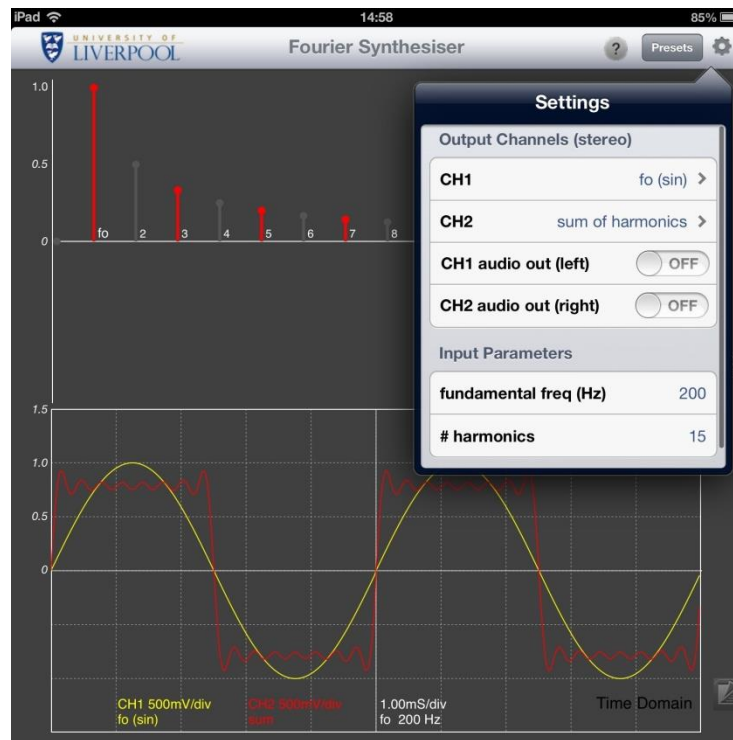 iPad 14:58 85%
UNIVERSITY OF
LIVERPOOL
Fourier Synthesiser
? Presets
Settings
Output Channels (stereo)
CH1 fo (sin) >
CH2 sum of harmonics >
CH1 audio out (left) OFF
CH2 audio out (right) OFF
Input Parameters
fundamental freq (Hz) 200
# harmonics 15
1.0
0.5
0
fo 2 3 4 5 6 7 8
1.5
1.0
0.5
0
CH1 500mV/div CH2 500mV/div 1.00mS/div
fo (sin) sum fo 200 Hz
Time Domain